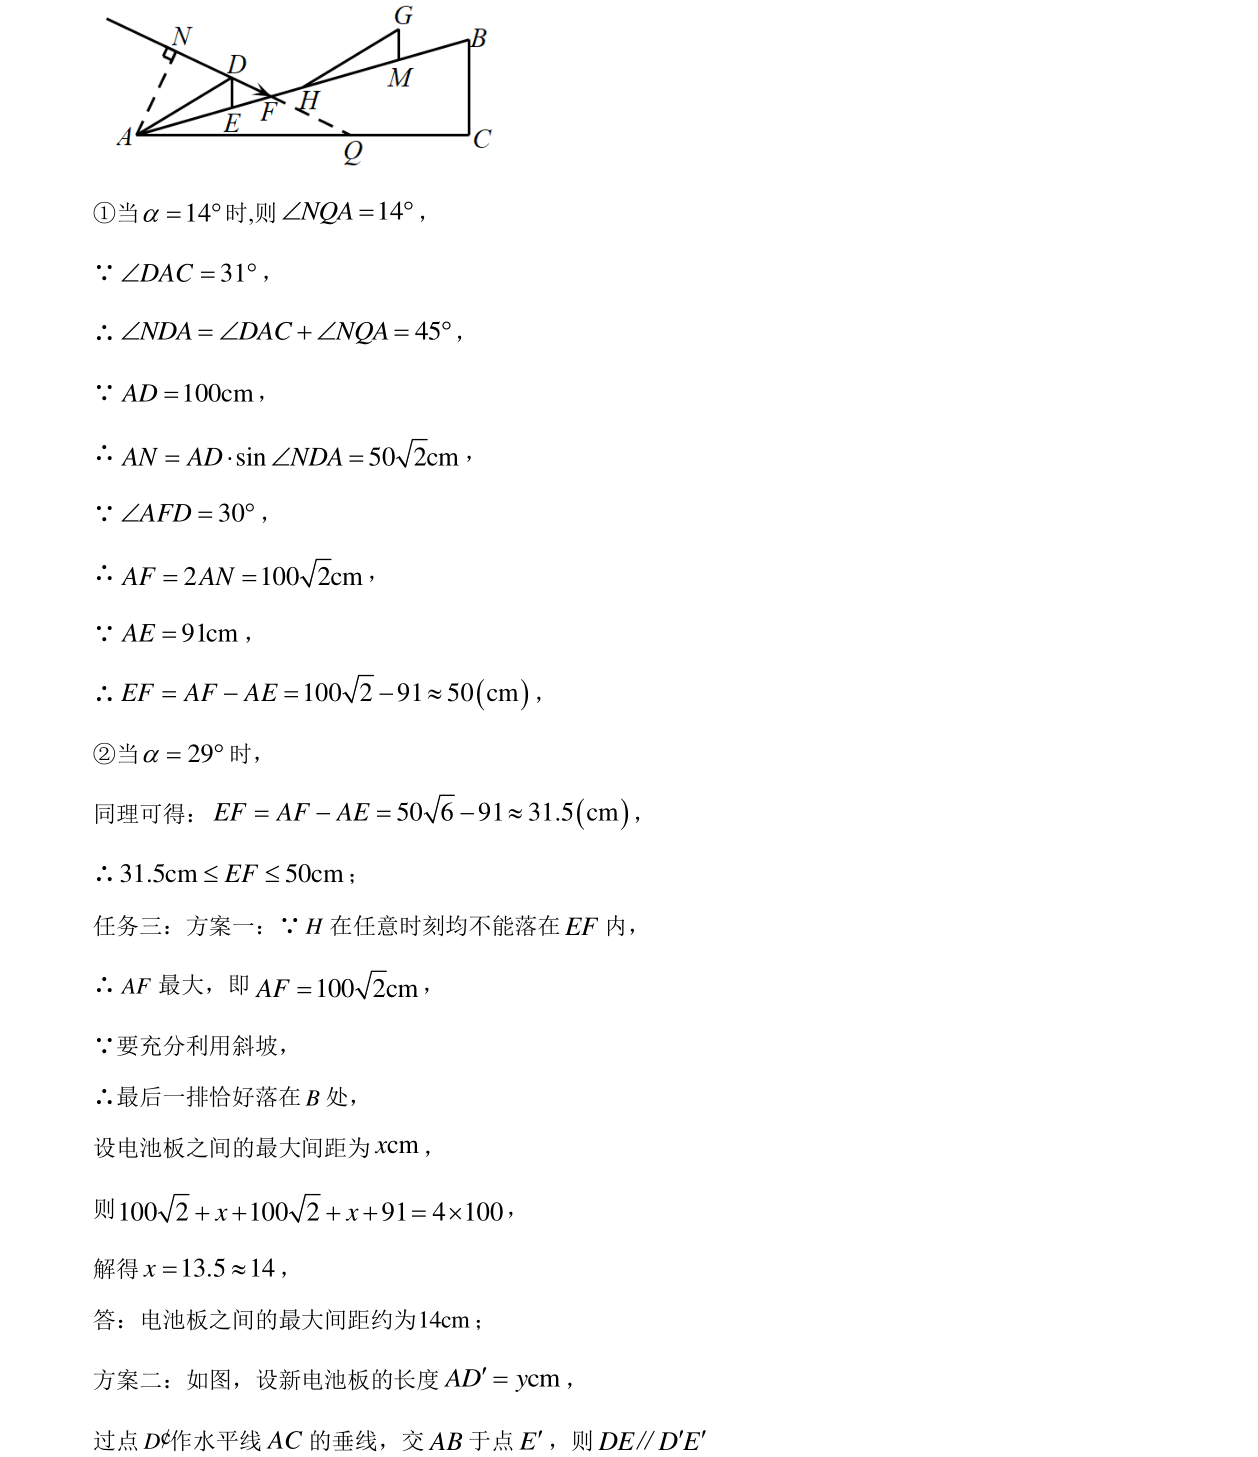 G
N
B
D
M
H
F
E
A
C
Q
①当α = 14°时,则∠NQA = 14°，
∵ ∠DAC = 31°，
∴ ∠NDA = ∠DAC + ∠NQA = 45°，
∵ AD = 100cm，
∴ AN = AD·sin∠NDA = 50√2cm，
∵ ∠AFD = 30°，
∴ AF = 2AN = 100√2cm，
∵ AE = 91cm，
∴ EF = AF − AE = 100√2 − 91 ≈ 50(cm)，
②当α = 29°时，
同理可得：EF = AF − AE = 50√6 − 91 ≈ 31.5(cm)，
∴ 31.5cm ≤ EF ≤ 50cm；
任务三：方案一：∵ H 在任意时刻均不能落在 EF 内，
∴ AF 最大，即 AF = 100√2cm，
∵要充分利用斜坡，
∴最后一排恰好落在 B 处，
设电池板之间的最大间距为 xcm，
则100√2 + x + 100√2 + x + 91 = 4×100，
解得 x = 13.5 ≈ 14，
答：电池板之间的最大间距约为14cm；
方案二：如图，设新电池板的长度 AD′ = ycm，
过点 D¢作水平线 AC 的垂线，交 AB 于点 E′，则 DE// D′E′